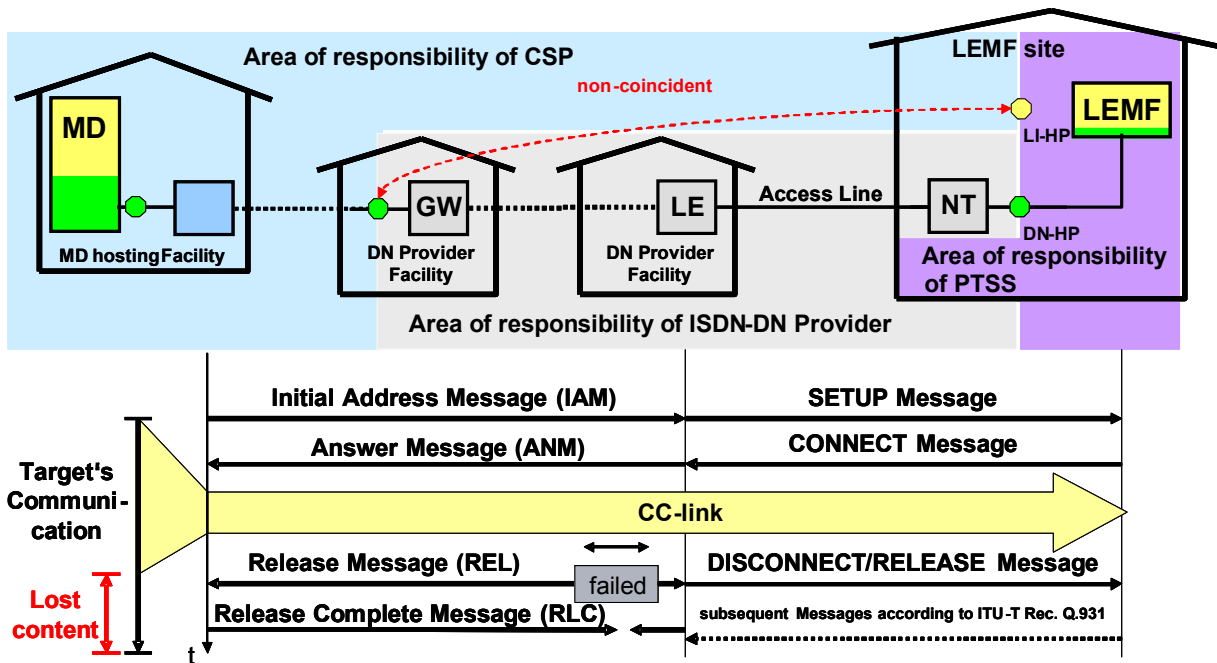 Area of responsibility of CSP
LEMF site
non-coincident
MD
LEMF
LI-HP
GW
LE
Access Line
NT
MD hosting Facility
DN Provider
Facility
DN Provider
Facility
DN-HP
Area of responsibility
of PTSS
Area of responsibility of ISDN-DN Provider
Initial Address Message (IAM)
SETUP Message
Answer Message (ANM)
CONNECT Message
Target's
Communi-
cation
CC-link
Release Message (REL)
failed
DISCONNECT/RELEASE Message
Lost
content
Release Complete Message (RLC)
subsequent Messages according to ITU-T Rec. Q.931
t